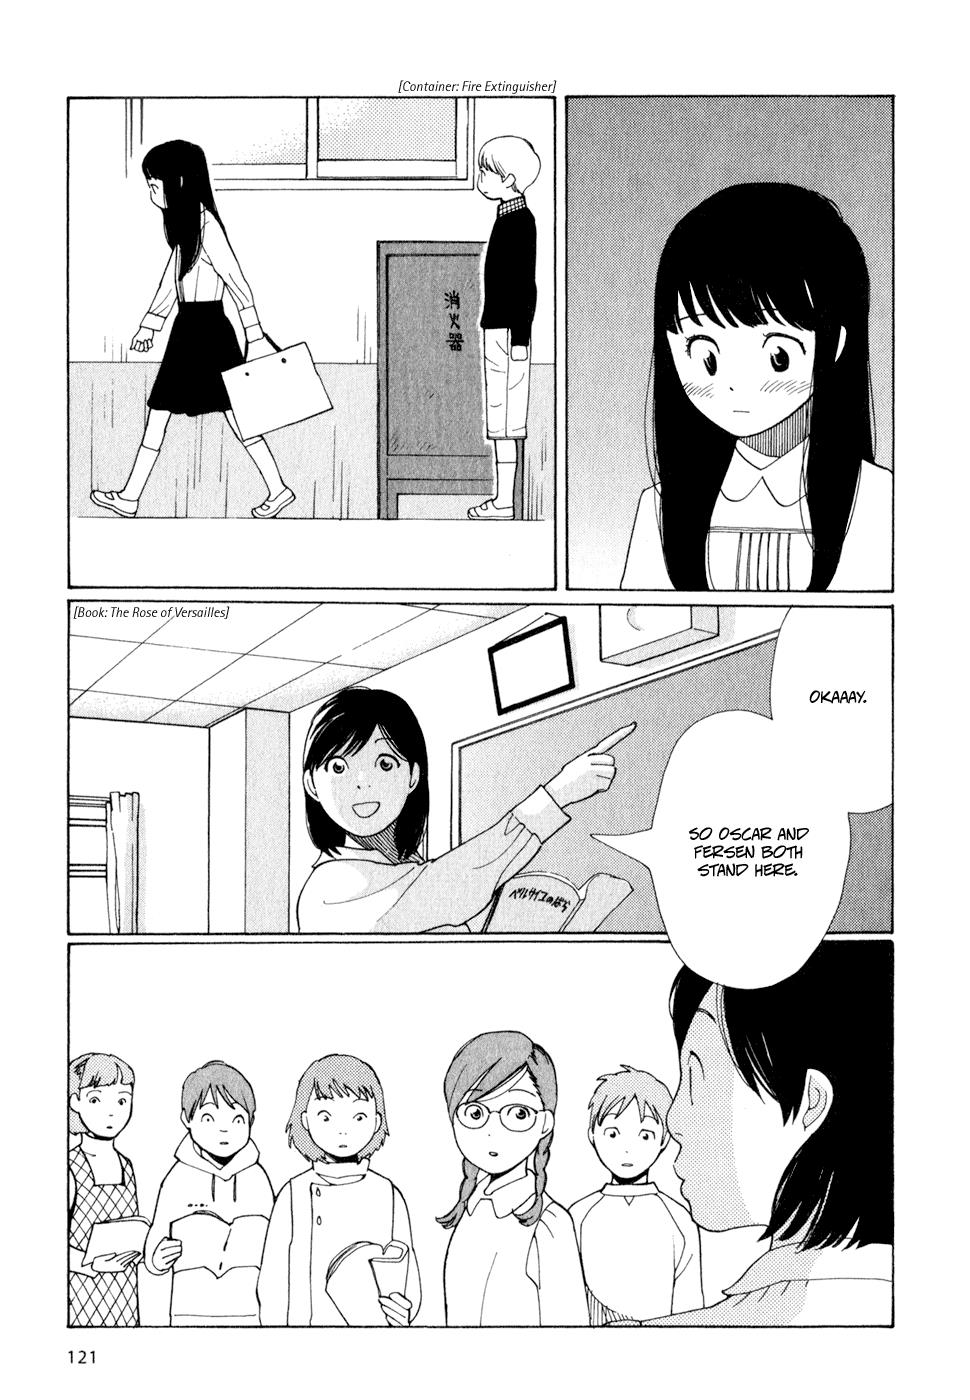 [Container: Fire Extinguisher]
消火器
[Book: The Rose of Versailles]
OKAAAY.
SO OSCAR AND
FERSEN BOTH
STAND HERE.
ベルサイユのばら
121